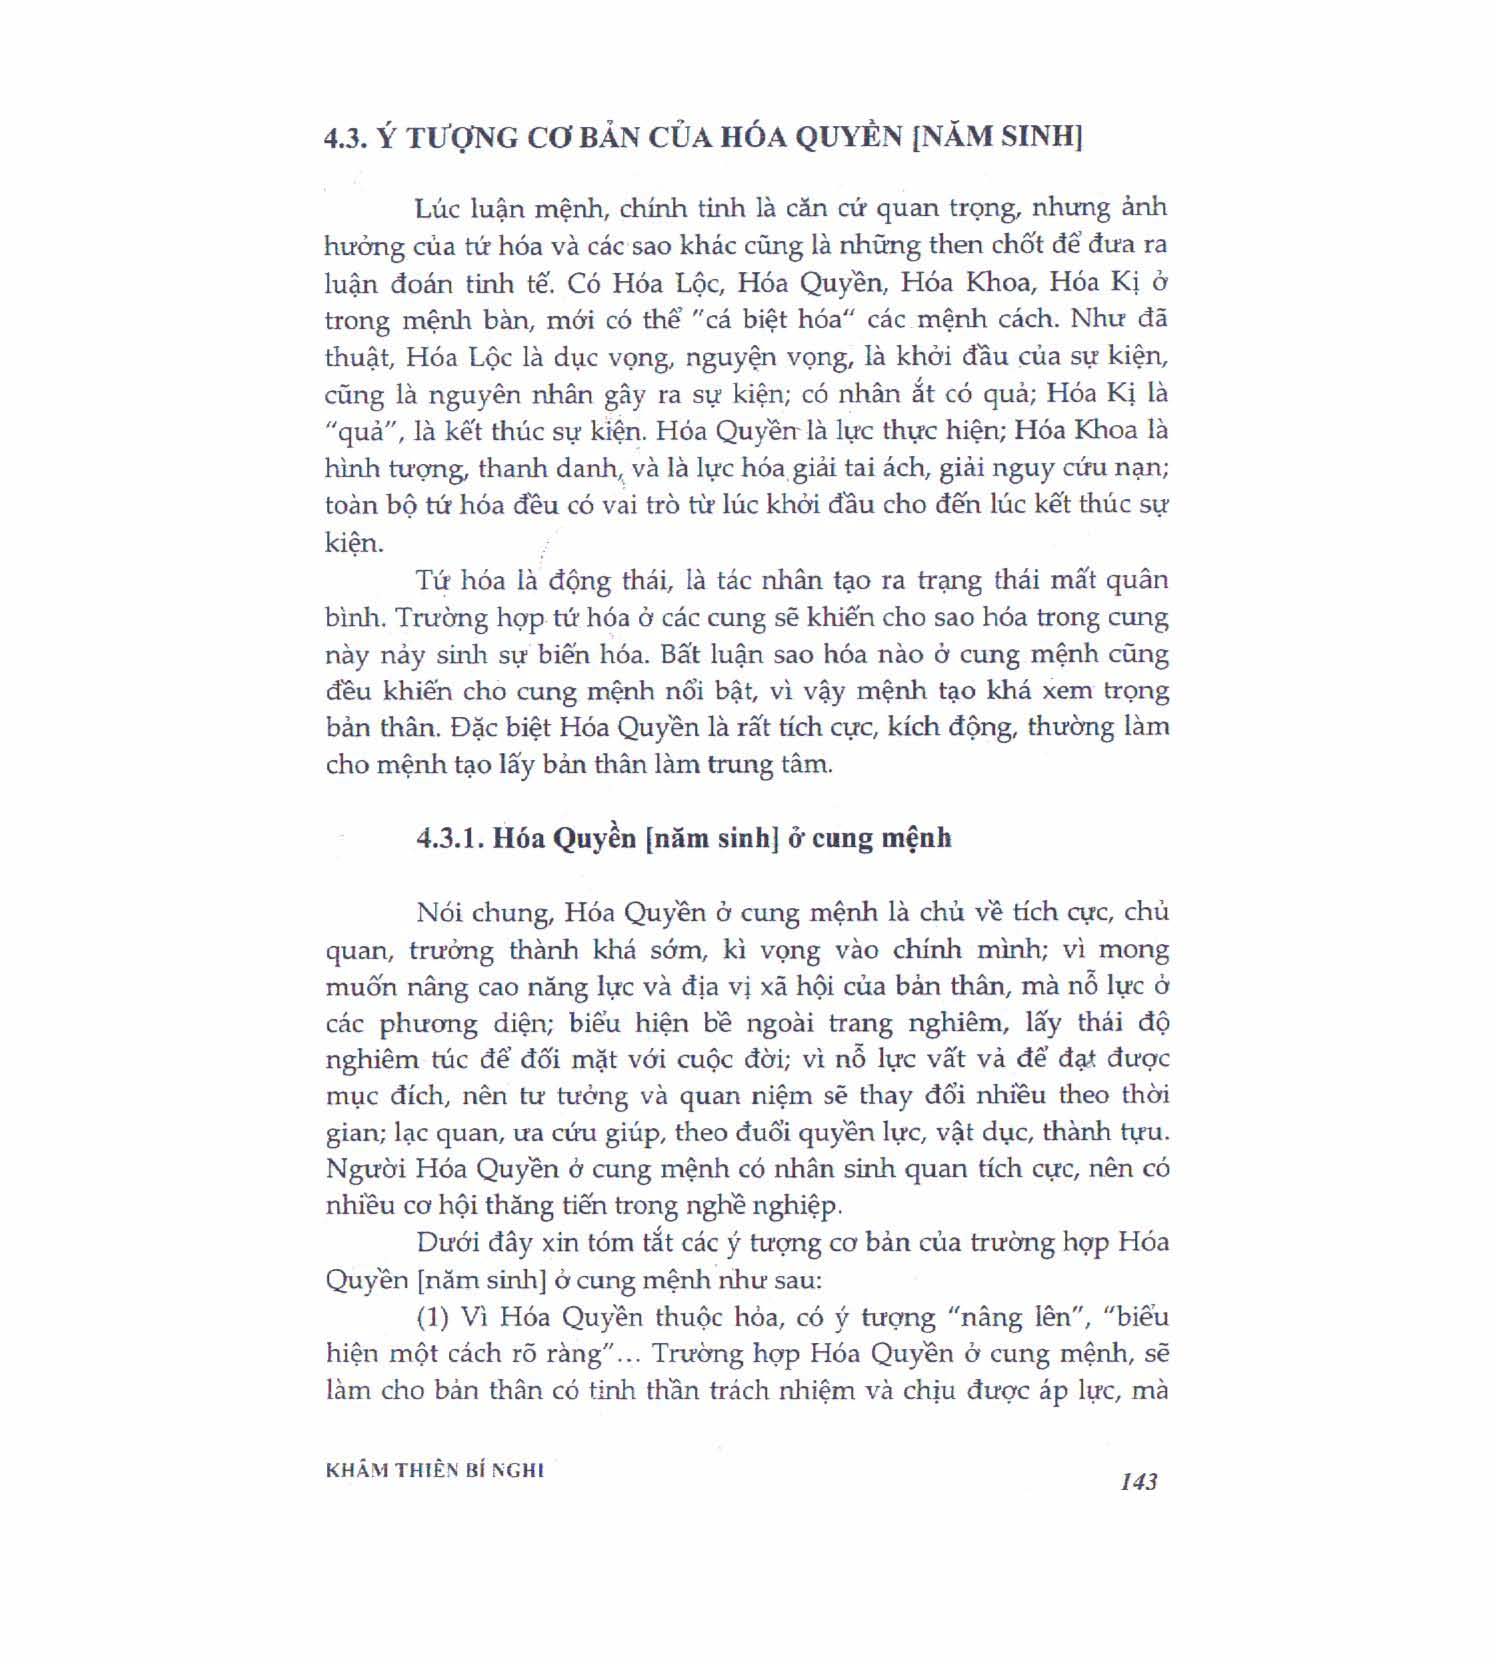 4.3. Ý TƯỢNG CƠ BẢN CỦA HÓA QUYỀN [NĂM SINH]
Lúc luận mệnh, chính tinh là căn cứ quan trọng, nhưng ảnh
hưởng của tứ hóa và các sao khác cũng là những then chốt để đưa ra
luận đoán tinh tế. Có Hóa Lộc, Hóa Quyền, Hóa Khoa, Hóa Kị ở
trong mệnh bàn, mới có thể "cá biệt hóa" các mệnh cách. Như đã
thuật, Hóa Lộc là dục vọng, nguyện vọng, là khởi đầu của sự kiện,
cũng là nguyên nhân gây ra sự kiện; có nhân ắt có quả; Hóa Kị là
"quả", là kết thúc sự kiện. Hóa Quyền là lực thực hiện; Hóa Khoa là
hình tượng, thanh danh, và là lực hóa giải tai ách, giải nguy cứu nạn;
toàn bộ tứ hóa đều có vai trò từ lúc khởi đầu cho đến lúc kết thúc sự
kiện.
Tứ hóa là động thái, là tác nhân tạo ra trạng thái mất quân
bình. Trường hợp tứ hóa ở các cung sẽ khiến cho sao hóa trong cung
này nảy sinh sự biến hóa. Bất luận sao hóa nào ở cung mệnh cũng
đều khiến cho cung mệnh nổi bật, vì vậy mệnh tạo khá xem trọng
bản thân. Đặc biệt Hóa Quyền là rất tích cực, kích động, thường làm
cho mệnh tạo lấy bản thân làm trung tâm.
4.3.1. Hóa Quyền [năm sinh] ở cung mệnh
Nói chung, Hóa Quyền ở cung mệnh là chủ về tích cực, chủ
quan, trưởng thành khá sớm, kì vọng vào chính mình; vì mong
muốn nâng cao năng lực và địa vị xã hội của bản thân, mà nỗ lực ở
các phương diện; biểu hiện bề ngoài trang nghiêm, lấy thái độ
nghiêm túc để đối mặt với cuộc đời; vì nỗ lực vất vả để đạt được
mục đích, nên tư tưởng và quan niệm sẽ thay đổi nhiều theo thời
gian; lạc quan, ưa cứu giúp, theo đuổi quyền lực, vật dục, thành tựu.
Người Hóa Quyền ở cung mệnh có nhân sinh quan tích cực, nên có
nhiều cơ hội thăng tiến trong nghề nghiệp.
Dưới đây xin tóm tắt các ý tượng cơ bản của trường hợp Hóa
Quyền [năm sinh] ở cung mệnh như sau:
(1) Vì Hóa Quyền thuộc hỏa, có ý tượng "nâng lên", "biểu
hiện một cách rõ ràng"... Trường hợp Hóa Quyền ở cung mệnh, sẽ
làm cho bản thân có tinh thần trách nhiệm và chịu được áp lực, mà
KHÂM THIÊN BÍ NGHI
143